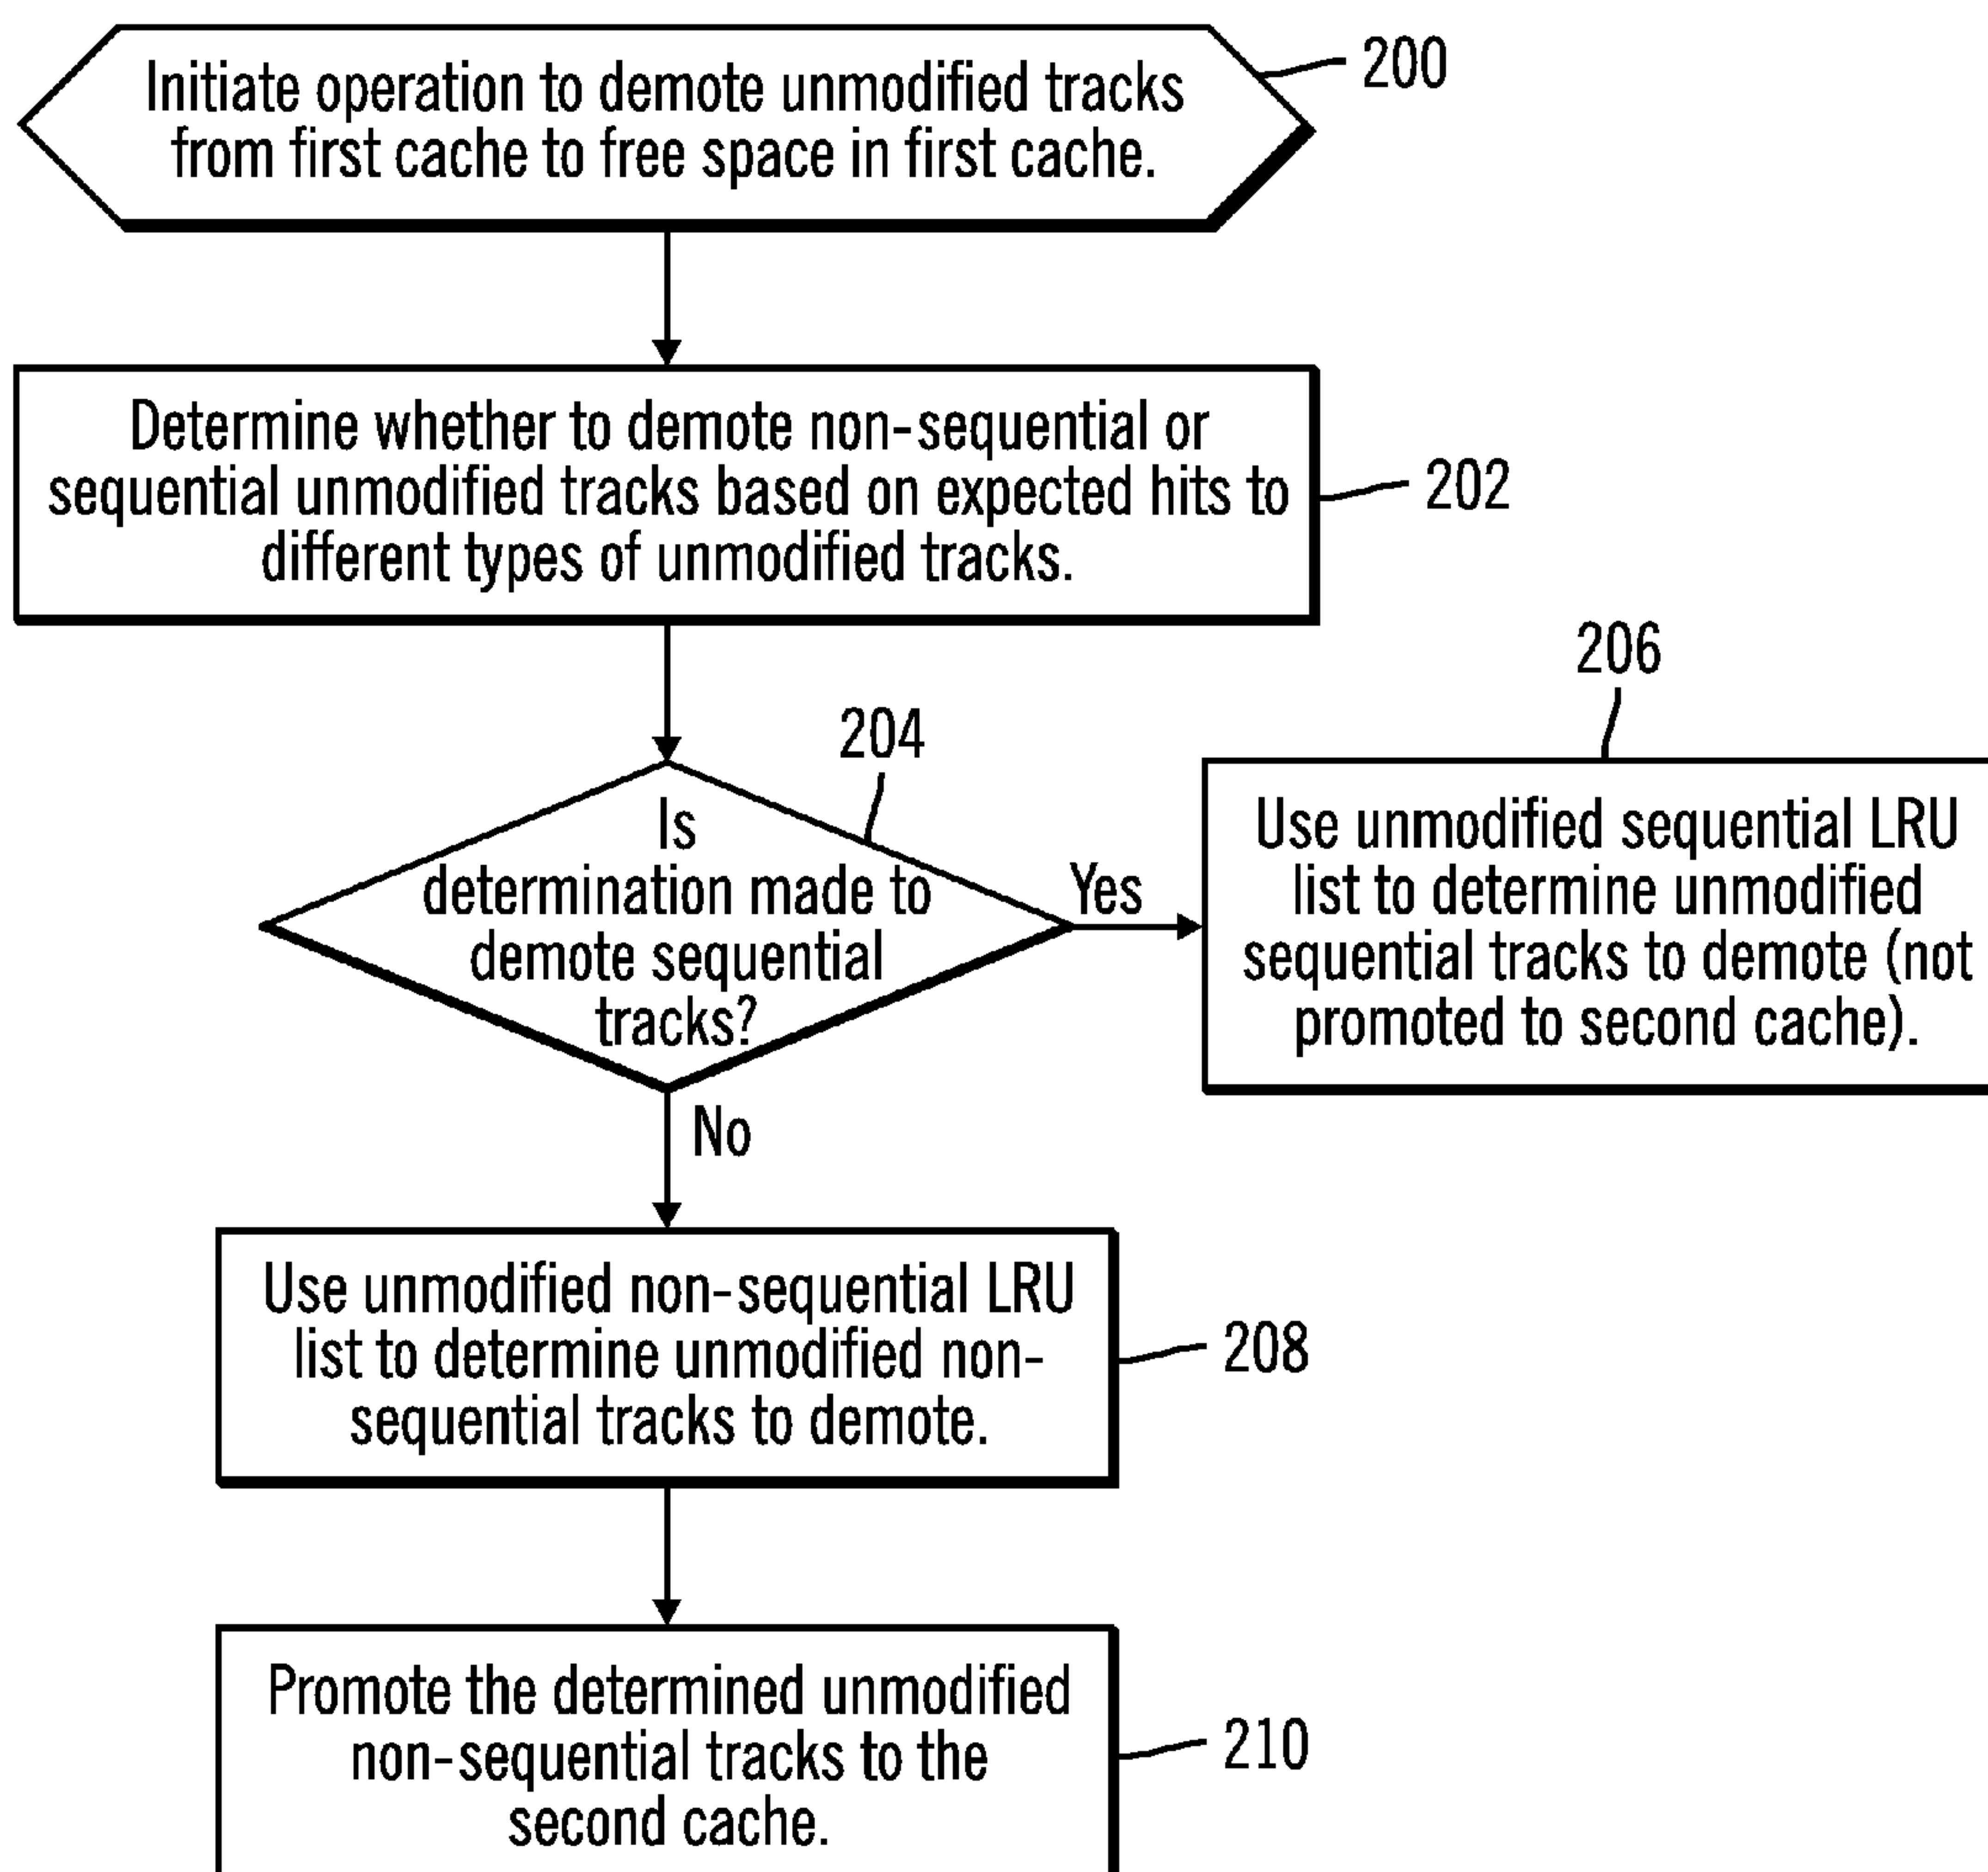 Initiate operation to demote unmodified tracks
from first cache to free space in first cache.
200
Determine whether to demote non-sequential or
sequential unmodified tracks based on expected hits to
different types of unmodified tracks.
202
204
Is
determination made to
demote sequential
tracks?
Yes
No
206
Use unmodified sequential LRU
list to determine unmodified
sequential tracks to demote (not
promoted to second cache).
Use unmodified non-sequential LRU
list to determine unmodified non-
sequential tracks to demote.
208
Promote the determined unmodified
non-sequential tracks to the
second cache.
210